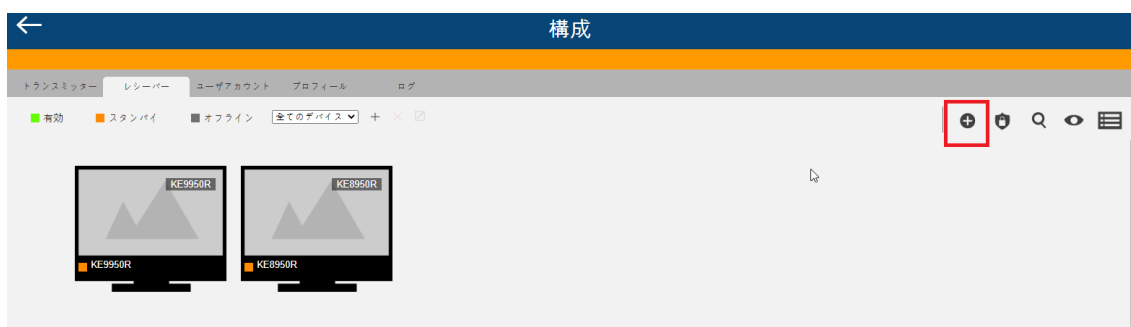 構成
トランスミッター レシーバー ユーザアカウント プロフィール ログ
有効 スタンバイ オフライン 全てのデバイス
KE9950R KE8950R
KE9950R KE8950R